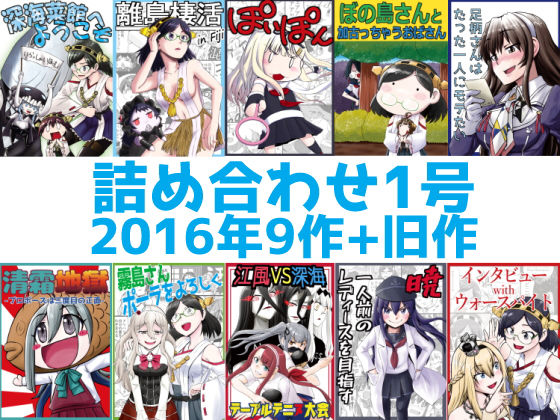 深海菜館へ
ようこそ
離島棲活
in Fiji
ぽいぽん
ぼの島さんと
加古っちゃうおばさん
足柄さんは
たった一人にモテたい
詰め合わせ1号
2016年9作+旧作
清霜地獄
-プロポーズは三度目の正直-
霧島さん
ポーラをよろしく
江風VS深海
テーブルテニス大会
暁
一人前の
レディースを目指す
インタビュー
with
ウォースパイト